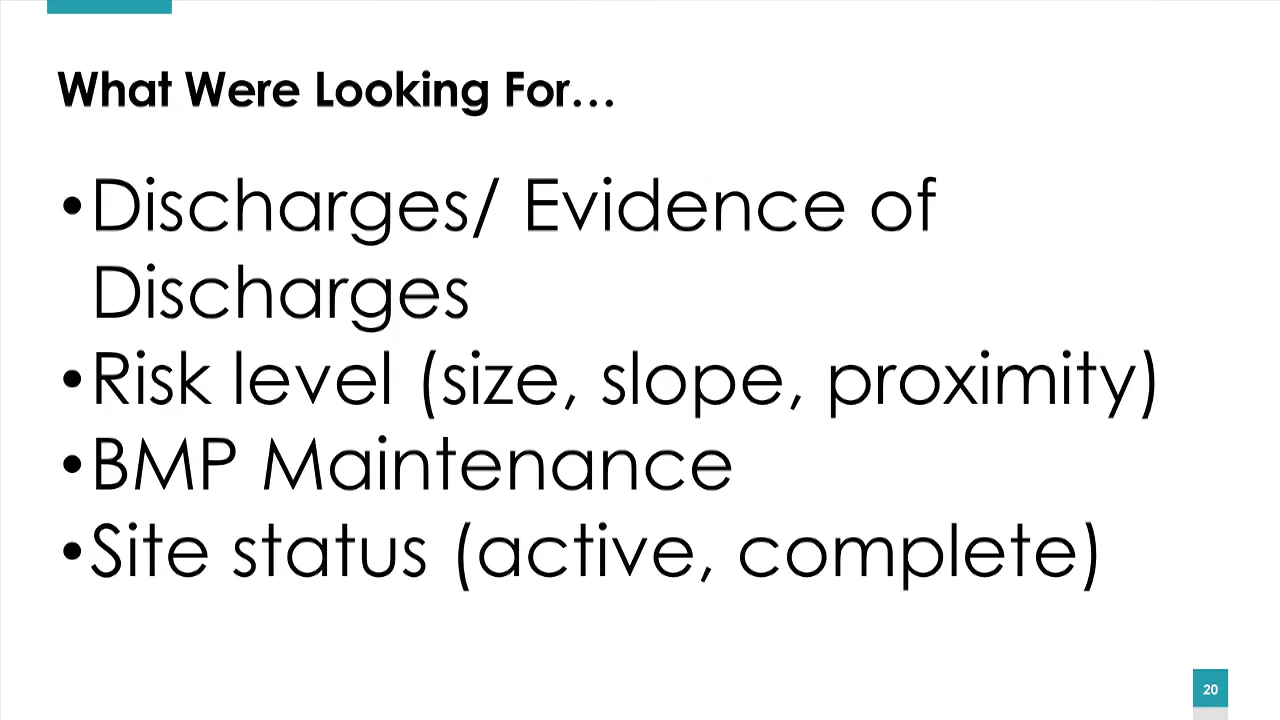 What Were Looking For…
•Discharges/ Evidence of
Discharges
•Risk level (size, slope, proximity)
•BMP Maintenance
•Site status (active, complete)
20